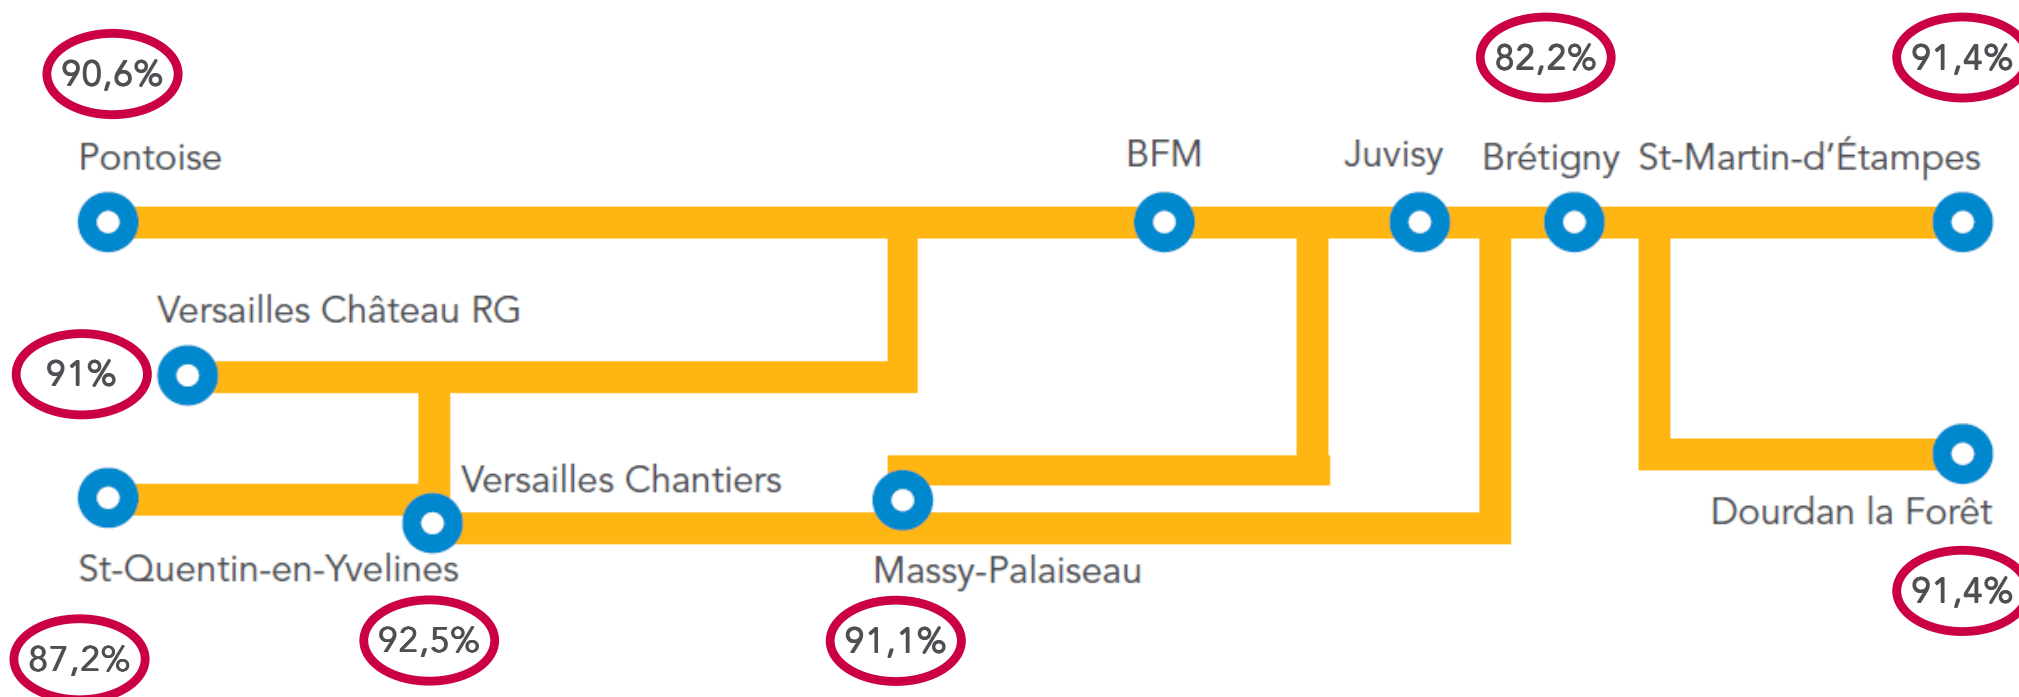 90,6%
82,2%
91,4%
Pontoise
BFM
Juvisy
Brétigny
St-Martin-d'Étampes
Versailles Château RG
91%
Versailles Chantiers
Dourdan la Forêt
St-Quentin-en-Yvelines
Massy-Palaiseau
91,4%
87,2%
92,5%
91,1%